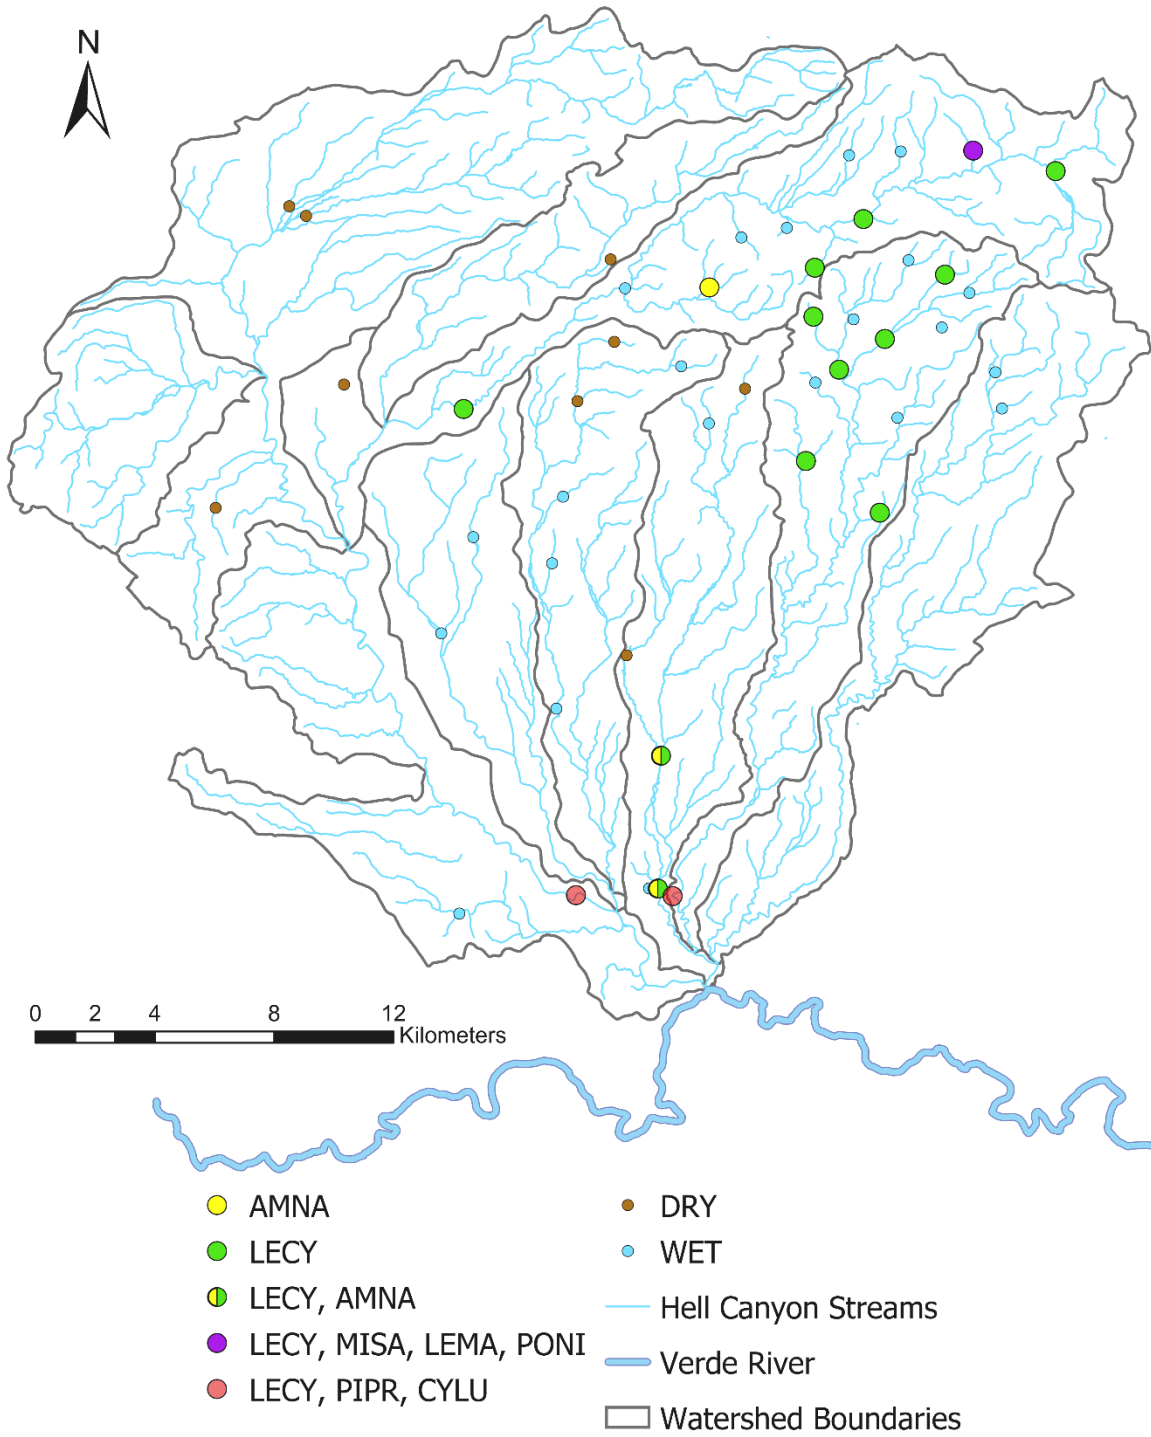 N
0 2 4 8 12
Kilometers
AMNA
LECY
LECY, AMNA
LECY, MISA, LEMA, PONI
LECY, PIPR, CYLU
DRY
WET
Hell Canyon Streams
Verde River
Watershed Boundaries